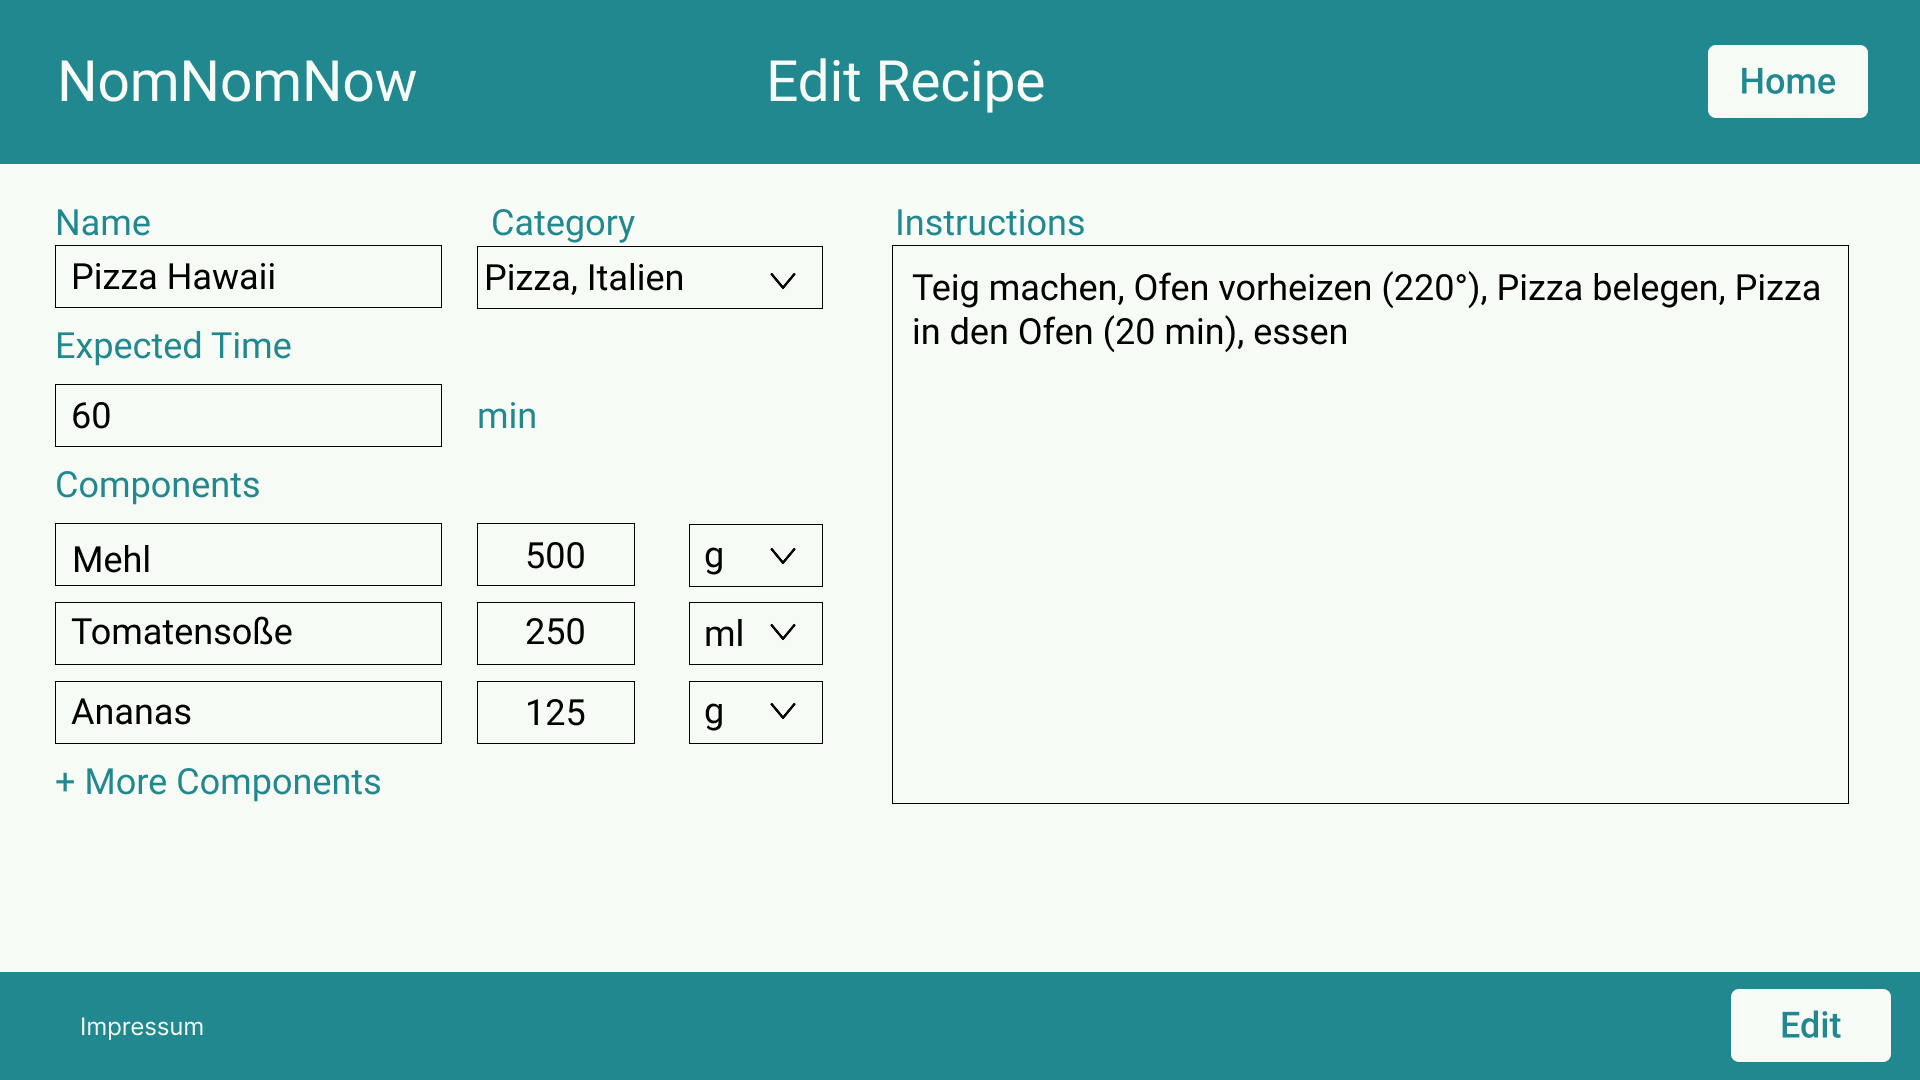 NomNomNow
Edit Recipe
Home
Name
Category
Instructions
Pizza Hawaii
Pizza, Italien
Teig machen, Ofen vorheizen (220°), Pizza belegen, Pizza
in den Ofen (20 min), essen
Expected Time
60
min
Components
Mehl
500
g
Tomatensoße
250
ml
Ananas
125
g
+ More Components
Impressum
Edit